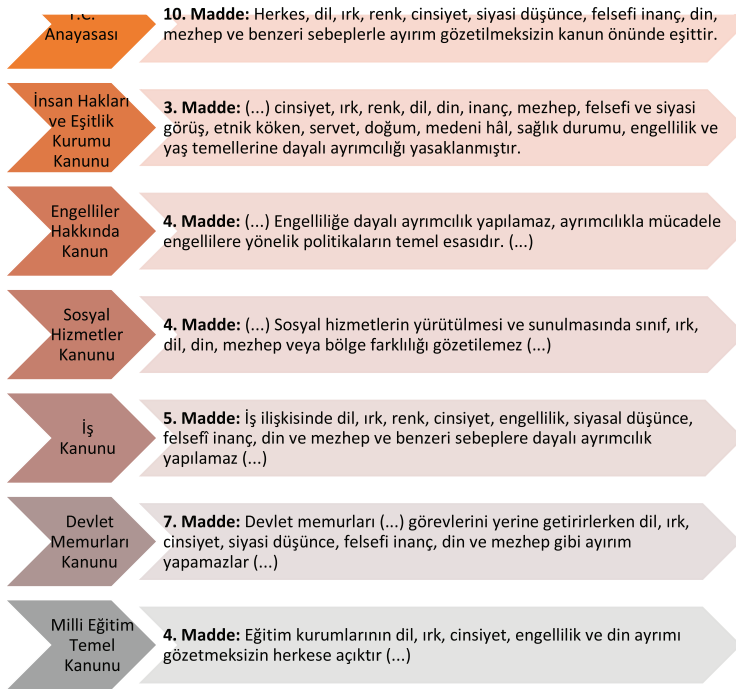 T.C.
Anayasası
10. Madde: Herkes, dil, ırk, renk, cinsiyet, siyasi düşünce, felsefi inanç, din,
mezhep ve benzeri sebeplerle ayırım gözetilmeksizin kanun önünde eşittir.
İnsan Hakları
ve Eşitlik
Kurumu
Kanunu
3. Madde: (...) cinsiyet, ırk, renk, dil, din, inanç, mezhep, felsefi ve siyasi
görüş, etnik köken, servet, doğum, medeni hâl, sağlık durumu, engellilik ve
yaş temellerine dayalı ayrımcılığı yasaklanmıştır.
Engelliler
Hakkında
Kanun
4. Madde: (...) Engelliliğe dayalı ayrımcılık yapılamaz, ayrımcılıkla mücadele
engellilere yönelik politikaların temel esasıdır. (...)
Sosyal
Hizmetler
Kanunu
4. Madde: (...) Sosyal hizmetlerin yürütülmesi ve sunulmasında sınıf, ırk,
dil, din, mezhep veya bölge farklılığı gözetilemez (...)
İş
Kanunu
5. Madde: İş ilişkisinde dil, ırk, renk, cinsiyet, engellilik, siyasal düşünce,
felsefî inanç, din ve mezhep ve benzeri sebeplere dayalı ayrımcılık
yapılamaz (...)
Devlet
Memurları
Kanunu
7. Madde: Devlet memurları (...) görevlerini yerine getirirlerken dil, ırk,
cinsiyet, siyasi düşünce, felsefi inanç, din ve mezhep gibi ayırım
yapamazlar (...)
Milli Eğitim
Temel
Kanunu
4. Madde: Eğitim kurumlarının dil, ırk, cinsiyet, engellilik ve din ayrımı
gözetmeksizin herkese açıktır (...)